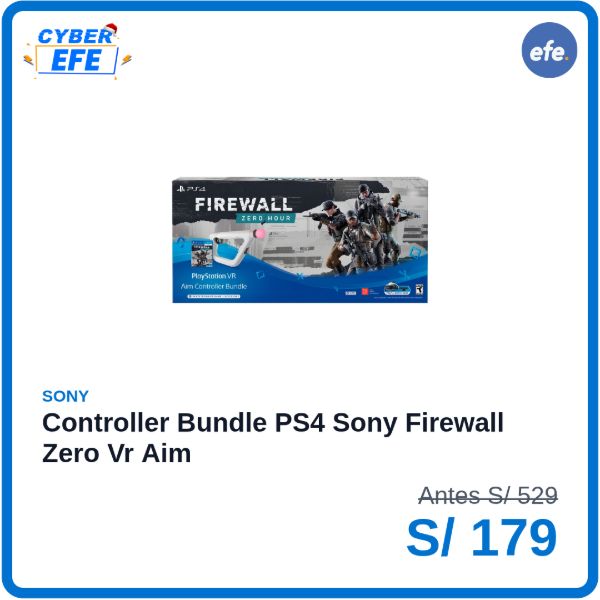 CYBER
EFE
efe.
PS4
FIREWALL
ZERO HOUR
PlayStation VR
Aim Controller Bundle
SONY
Controller Bundle PS4 Sony Firewall
Zero Vr Aim
Antes S/ 529
S/ 179